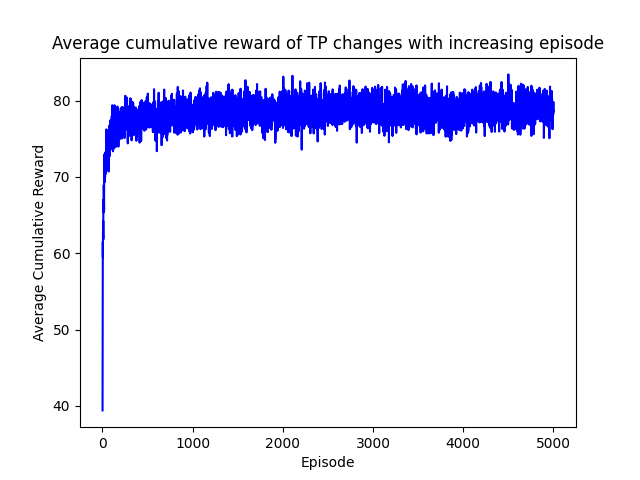 Average cumulative reward of TP changes with increasing episode
80
70
60
50
40
Average Cumulative Reward
0 1000 2000 3000 4000 5000
Episode